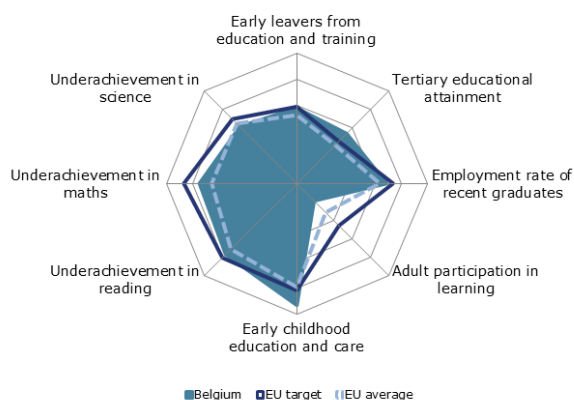 Early leavers from
education and training
Underachievement in
science
Tertiary educational
attainment
Underachievement in
maths
Employment rate of
recent graduates
Underachievement in
reading
Adult participation in
learning
Early childhood
education and care
Belgium EU target EU average